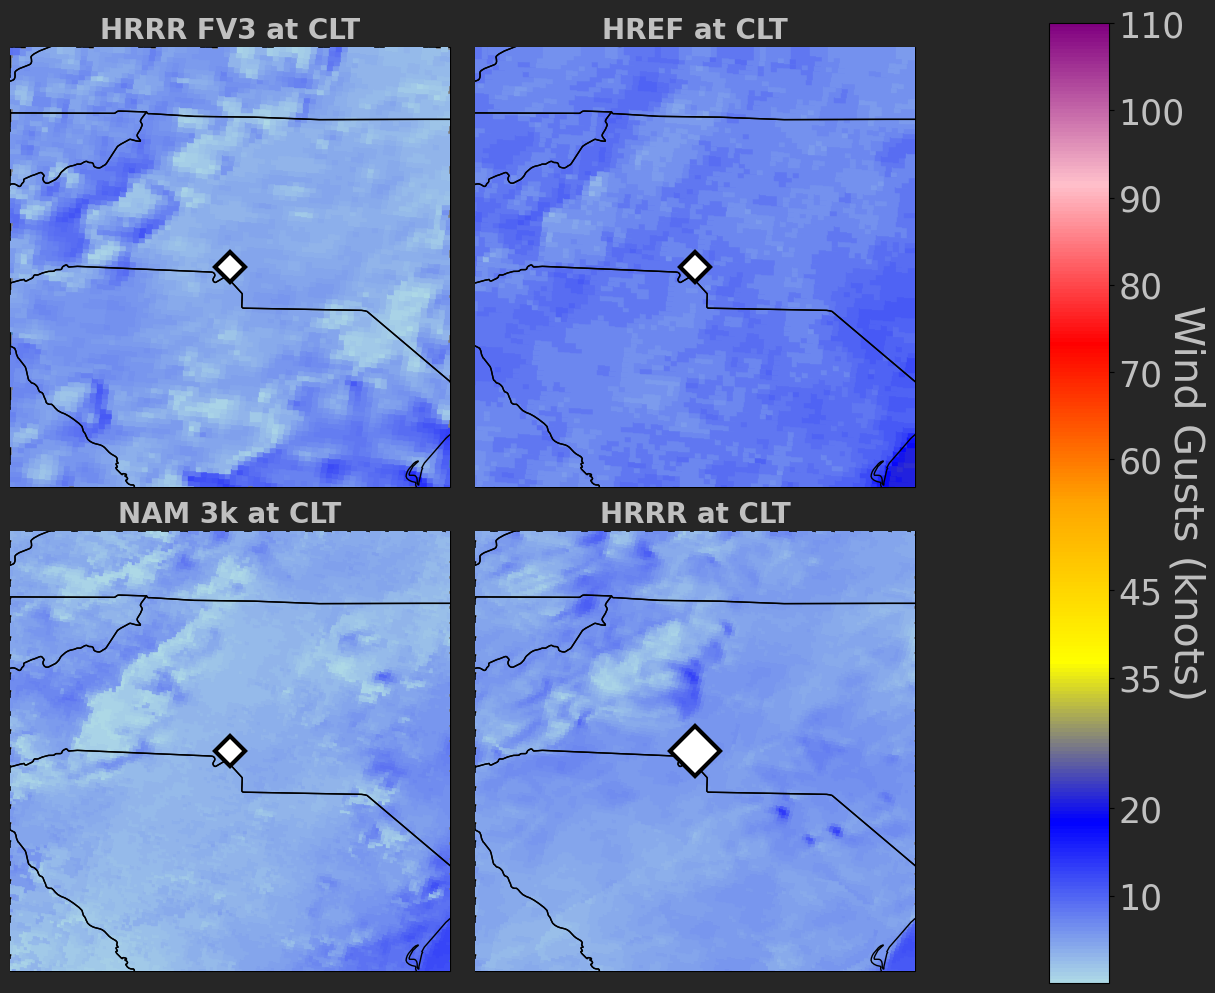 HRRR FV3 at CLT
HREF at CLT
NAM 3k at CLT
HRRR at CLT
110
100
90
80
70
60
45
35
20
10
Wind Gusts (knots)